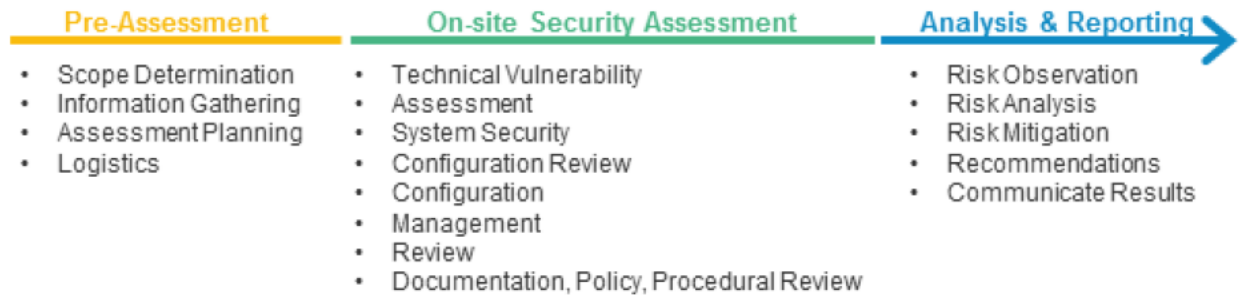 Pre-Assessment
• Scope Determination
• Information Gathering
• Assessment Planning
• Logistics
On-site Security Assessment
• Technical Vulnerability
• Assessment
• System Security
• Configuration Review
• Configuration
• Management
• Review
• Documentation, Policy, Procedural Review
Analysis & Reporting
• Risk Observation
• Risk Analysis
• Risk Mitigation
• Recommendations
• Communicate Results